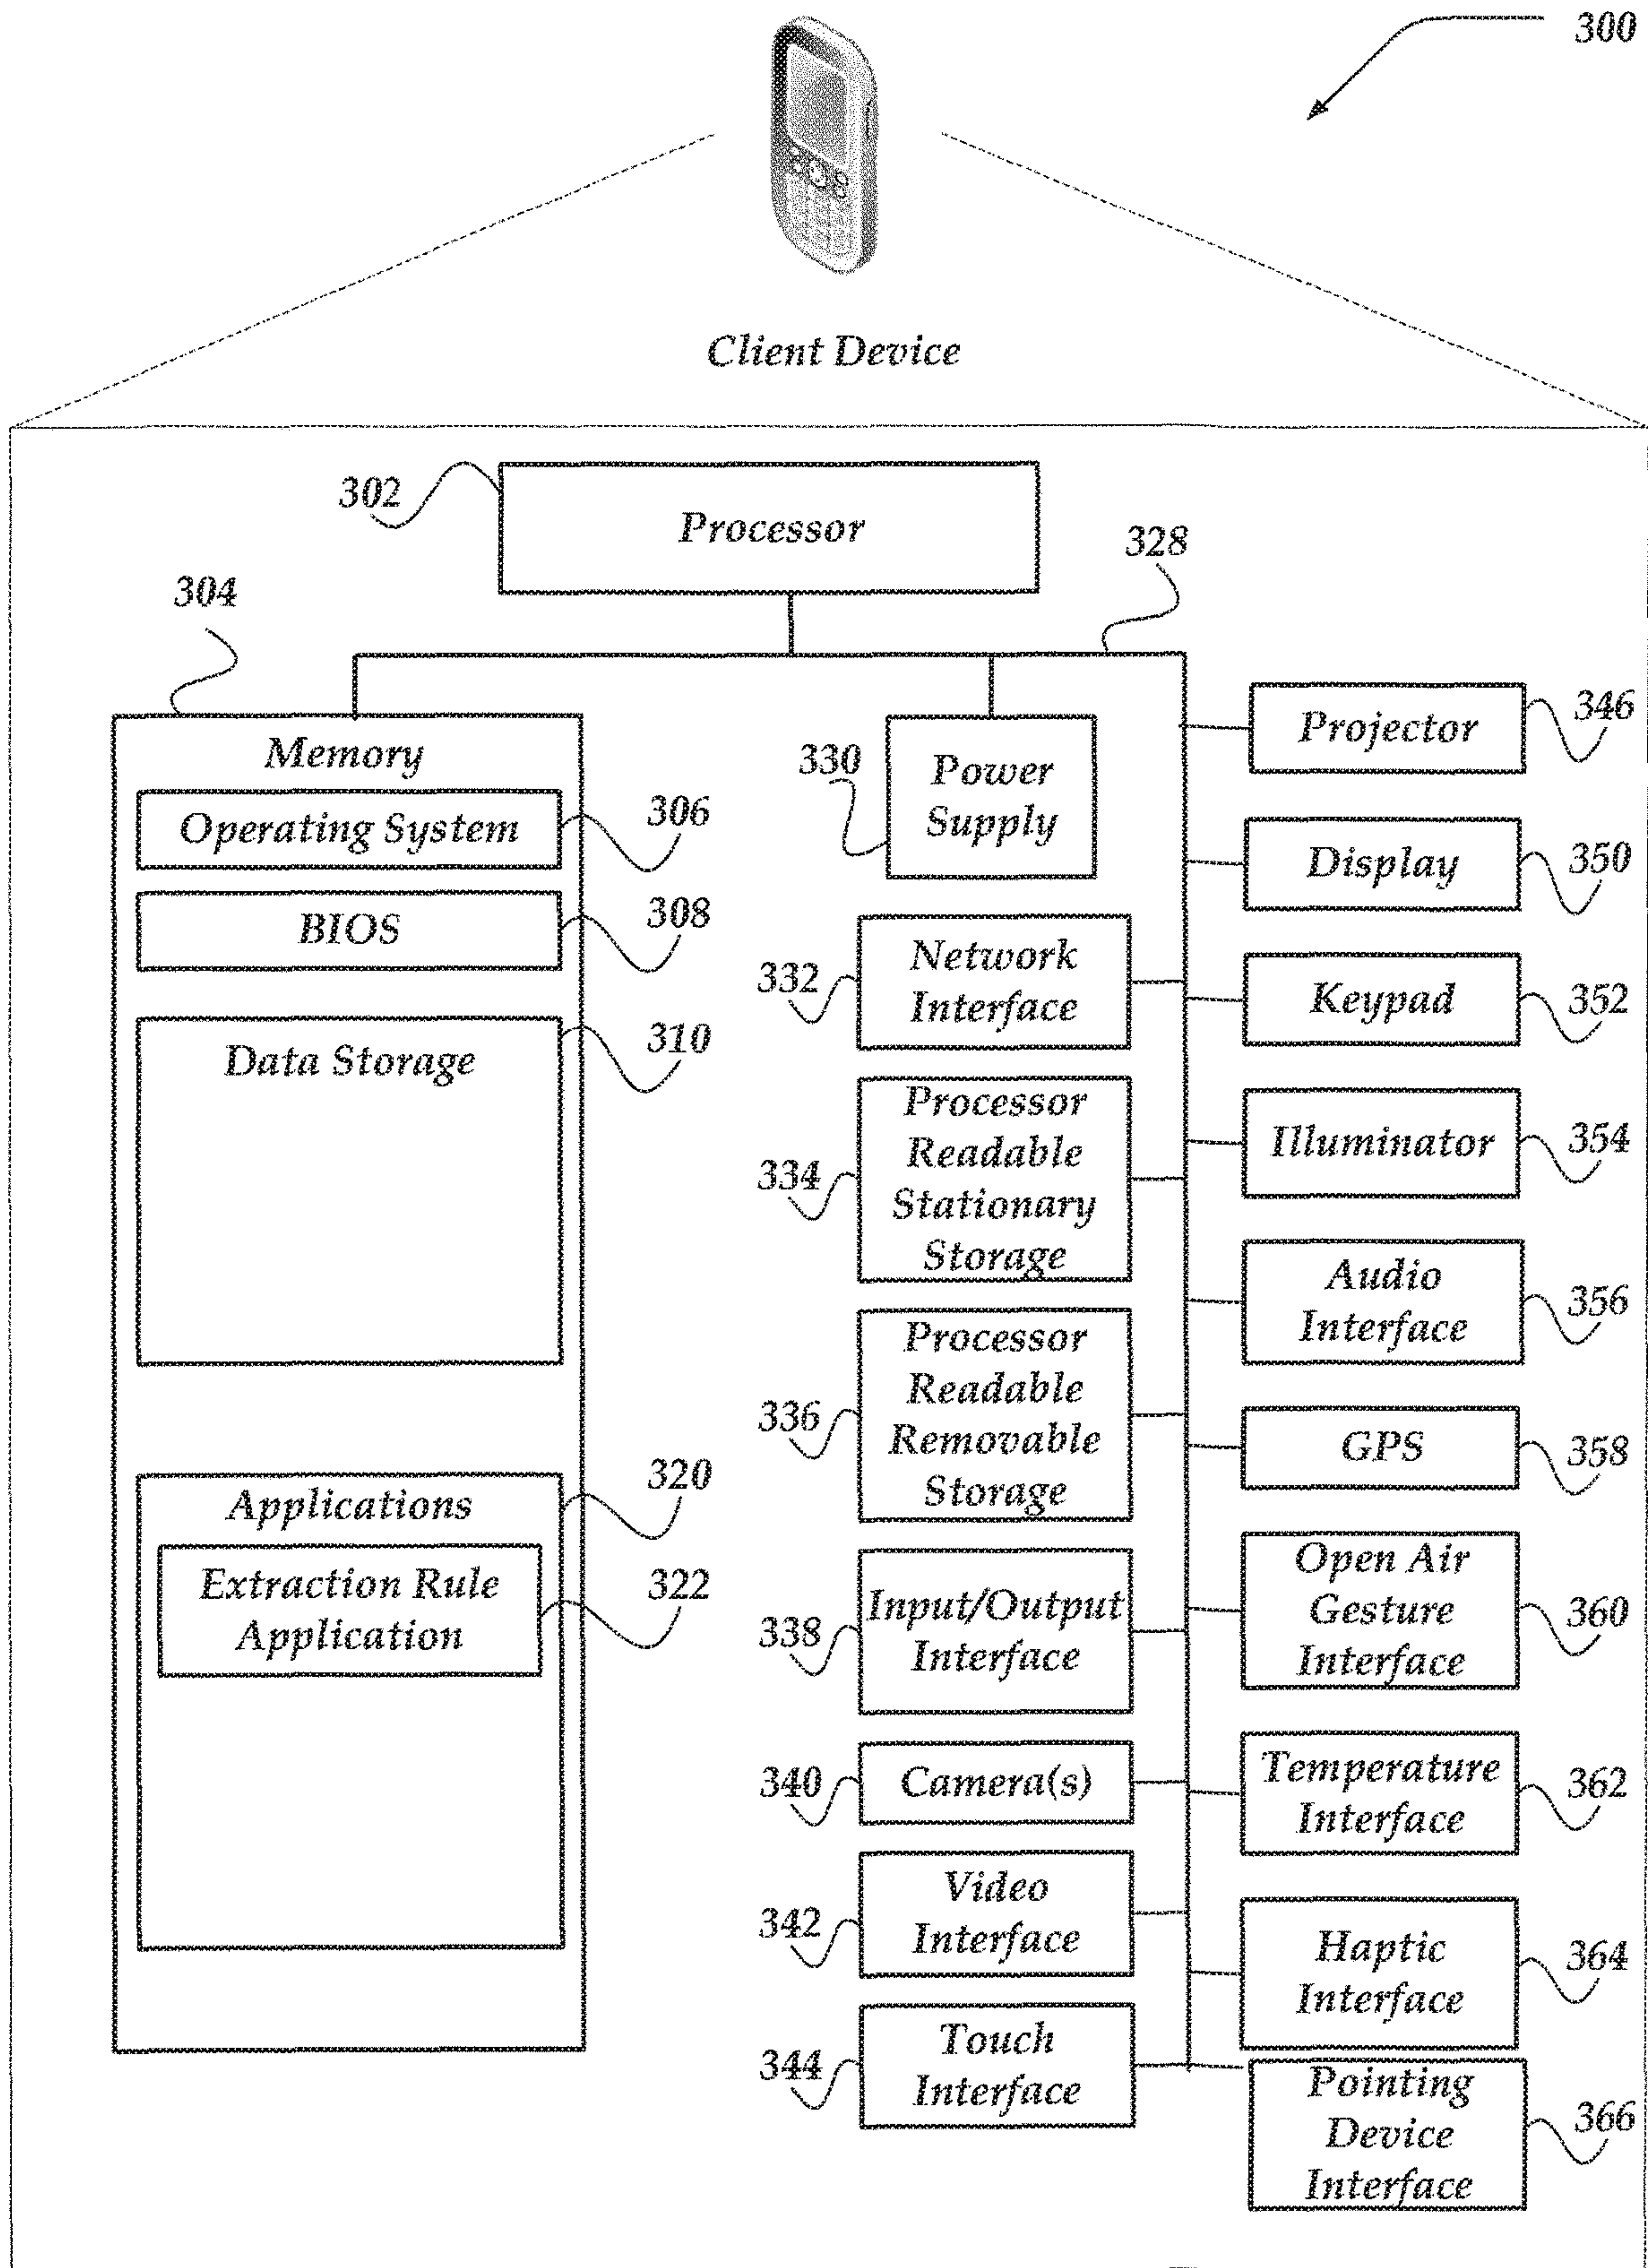 300
Client Device
302
Processor
328
304
Memory
Operating System
306
BIOS
308
Data Storage
310
Applications
320
Extraction Rule
Application
322
330
Power
Supply
332
Network
Interface
334
Processor
Readable
Stationary
Storage
336
Processor
Readable
Removable
Storage
338
Input/Output
Interface
340
Camera(s)
342
Video
Interface
344
Touch
Interface
Projector
346
Display
350
Keypad
352
Illuminator
354
Audio
Interface
356
GPS
358
Open Air
Gesture
Interface
360
Temperature
Interface
362
Haptic
Interface
364
Pointing
Device
Interface
366